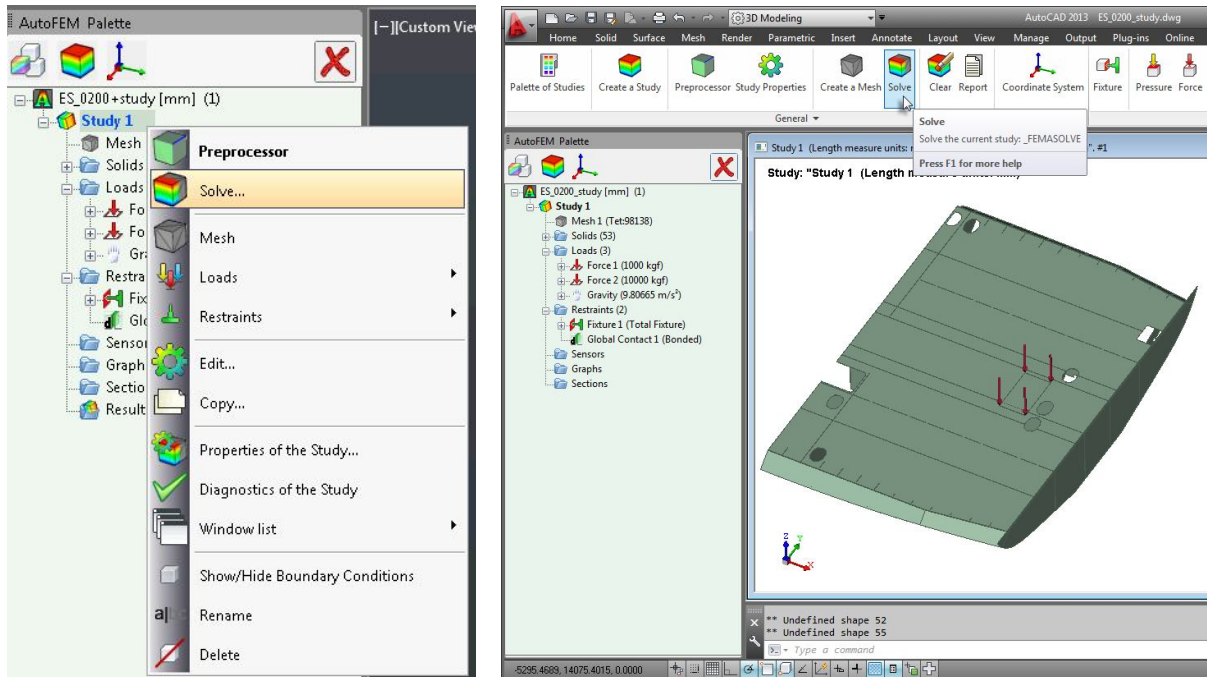 AutoFEM Palette
[−][Custom Vie
ES_0200+study [mm] (1)
Study 1
Mesh
Solids
Loads
Fo
Fo
Gr
Restra
Fix
Glo
Sensor
Graph
Sectio
Result
Preprocessor
Solve...
Mesh
Loads
Restraints
Edit...
Copy...
Properties of the Study...
Diagnostics of the Study
Window list
Show/Hide Boundary Conditions
Rename
Delete
3D Modeling
AutoCAD 2013 ES_0200_study.dwg
Home Solid Surface Mesh Render Parametric Insert Annotate Layout View Manage Output Plug-ins Online
Palette of Studies Create a Study Preprocessor Study Properties Create a Mesh Solve Clear Report Coordinate System Fixture Pressure Force
General
Solve
Solve the current study: _FEMASOLVE
Press F1 for more help
AutoFEM Palette
ES_0200_study [mm] (1)
Study 1
Mesh 1 (Tet:98138)
Solids (53)
Loads (3)
Force 1 (1000 kgf)
Force 2 (10000 kgf)
Gravity (9.80665 m/s²)
Restraints (2)
Fixture 1 (Total Fixture)
Global Contact 1 (Bonded)
Sensors
Graphs
Sections
Study 1 (Length measure units: ", #1
Study: "Study 1 (Length
Z Y X
** Undefined shape 52
** Undefined shape 55
Type a command
-5295.4689, 14075.4015, 0.0000